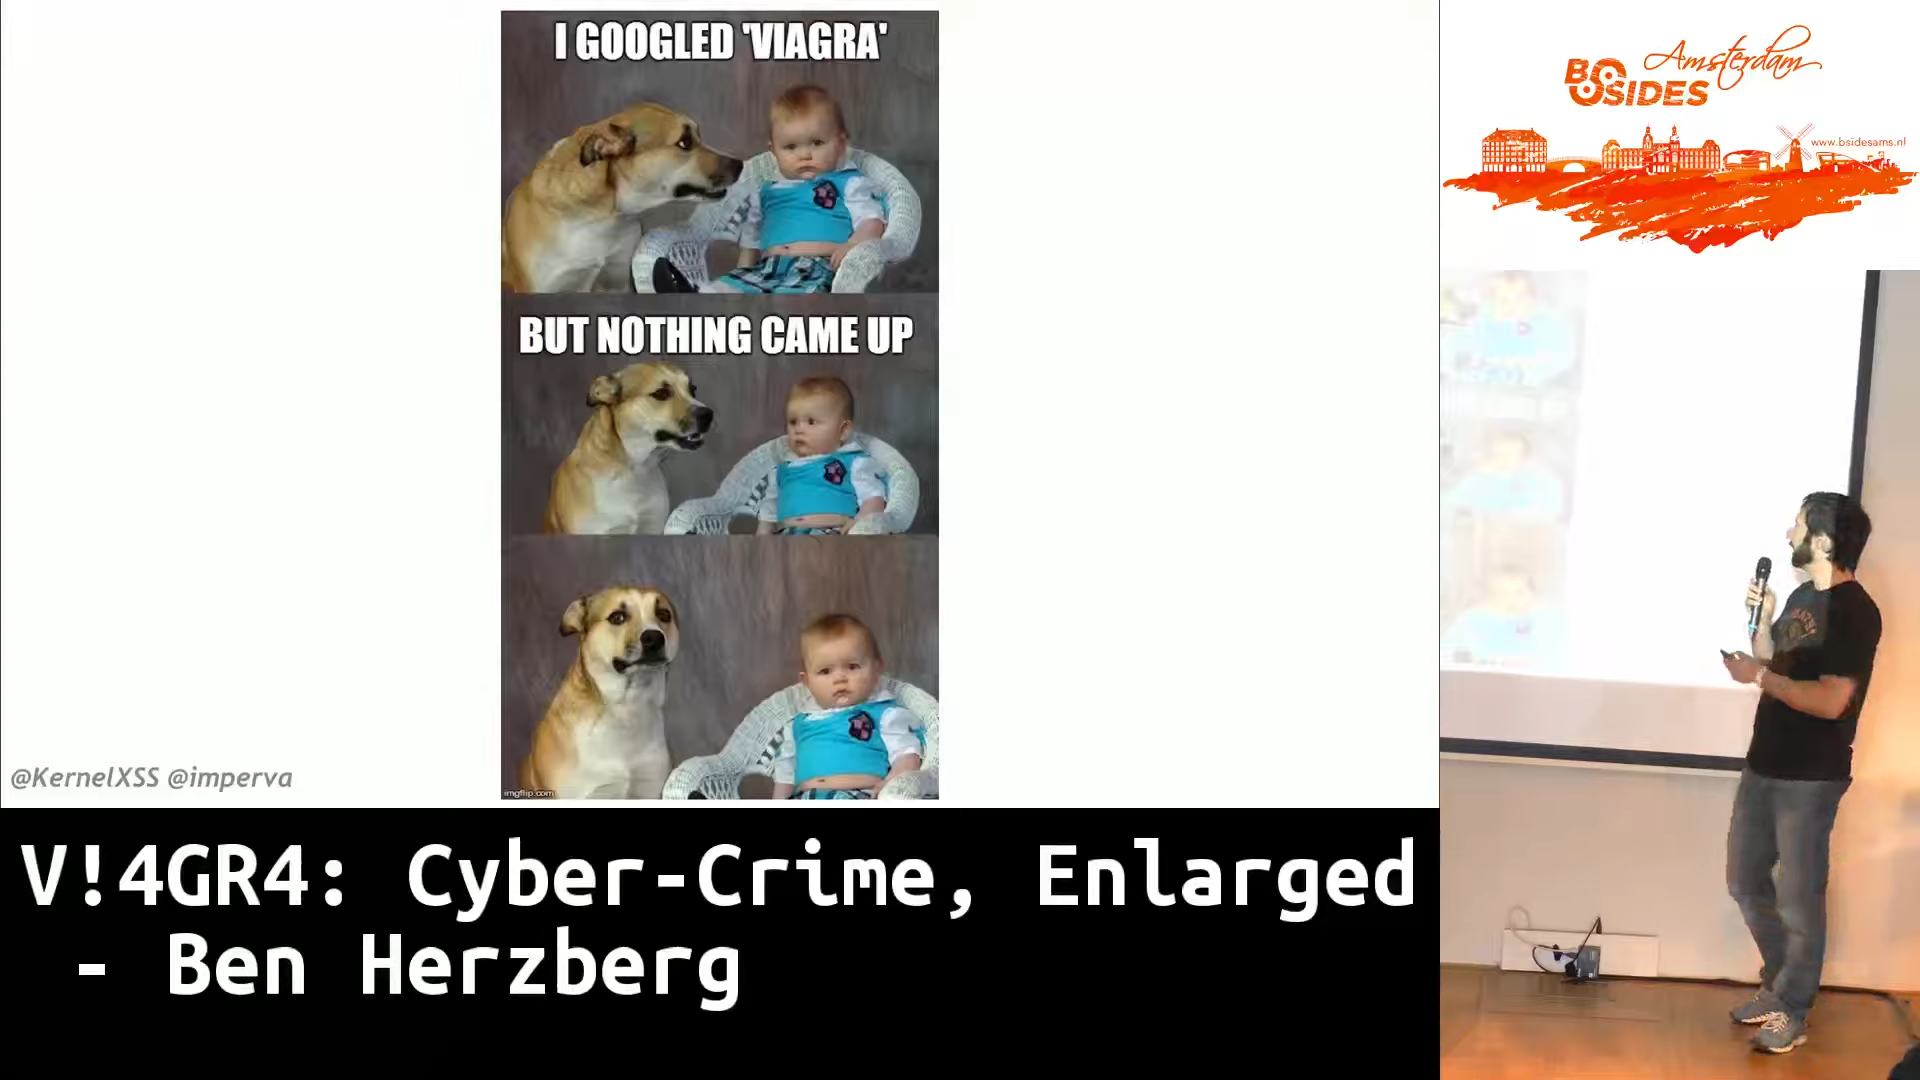 I GOOGLED 'VIAGRA'
BUT NOTHING CAME UP
imgflip.com
@KernelXSS @imperva
V!4GR4: Cyber-Crime, Enlarged
- Ben Herzberg
BSIDES Amsterdam
www.bsidesams.nl